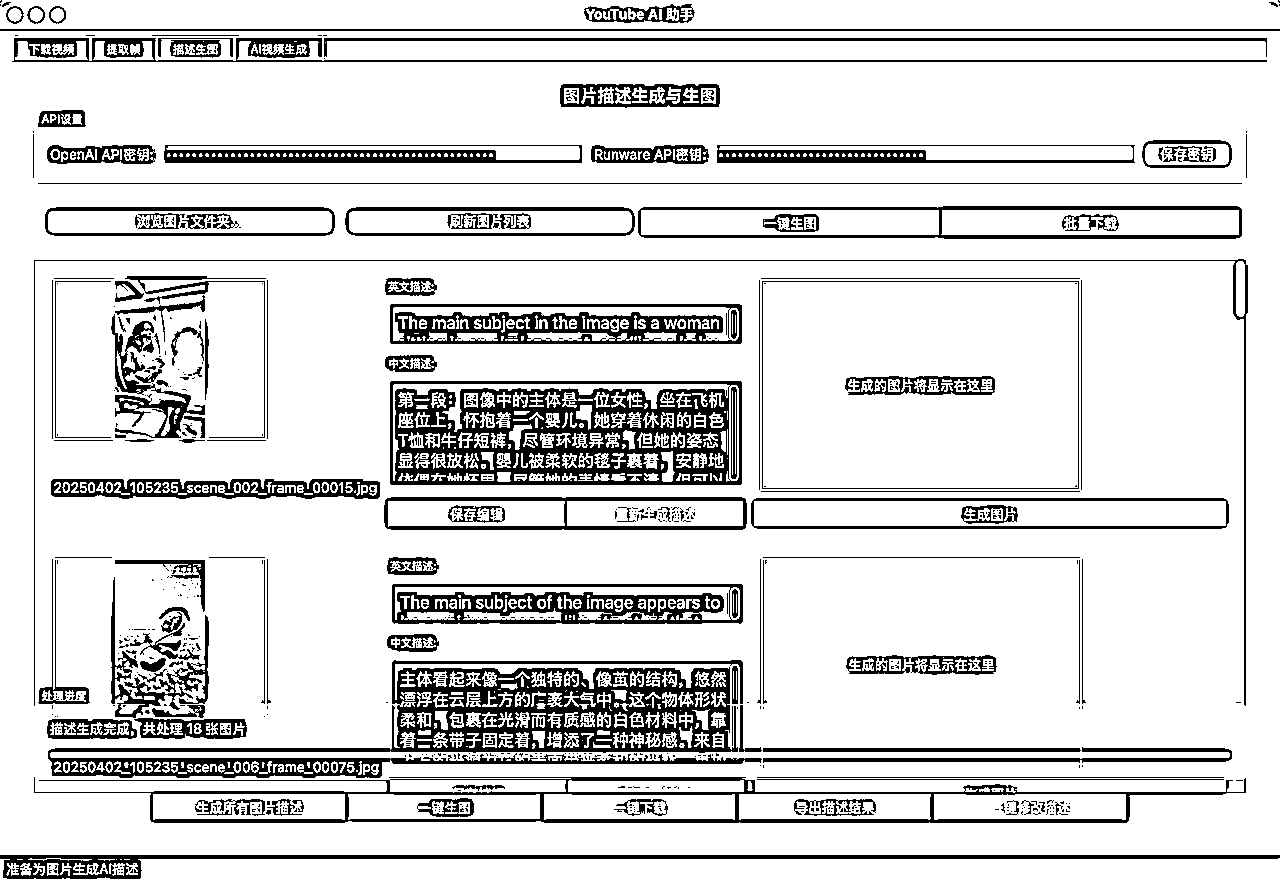 YouTube AI 助手
下载视频
提取帧
描述生图
AI视频生成
图片描述生成与生图
API设置
OpenAI API密钥:
Runware API密钥:
保存密钥
浏览图片文件夹..
刷新图片列表
一键生图
批量下载
英文描述:
The main subject in the image is a woman
中文描述:
第一段：图像中的主体是一位女性，坐在飞机
座位上，怀抱着一个婴儿。她穿着休闲的白色
T恤和牛仔短裤，尽管环境异常，但她的姿态
显得很放松。婴儿被柔软的毯子裹着，安静地
生成的图片将显示在这里
20250402_105235_scene_002_frame_00015.jpg
保存编辑
重新生成描述
生成图片
英文描述:
The main subject of the image appears to
中文描述:
主体看起来像一个独特的、像茧的结构，悠然
漂浮在云层上方的广袤大气中。这个物体形状
柔和，包裹在光滑而有质感的白色材料中，靠
着一条带子固定着，增添了一种神秘感。来自
生成的图片将显示在这里
处理进度
描述生成完成，共处理 18 张图片
20250402_105235_scene_006_frame_00075.jpg
生成所有图片描述
一键生图
一键下载
导出描述结果
一键修改描述
准备为图片生成AI描述